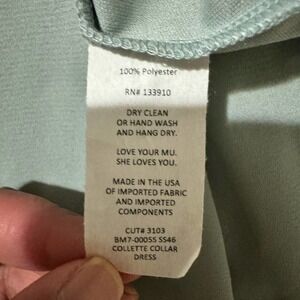 100% Polyester
RN# 133910
DRY CLEAN
OR HAND WASH
AND HANG DRY.
LOVE YOUR MU.
SHE LOVES YOU.
MADE IN THE USA
OF IMPORTED FABRIC
AND IMPORTED
COMPONENTS
CUT# 3103
BM7-00055 SS46
COLLETTE COLLAR
DRESS